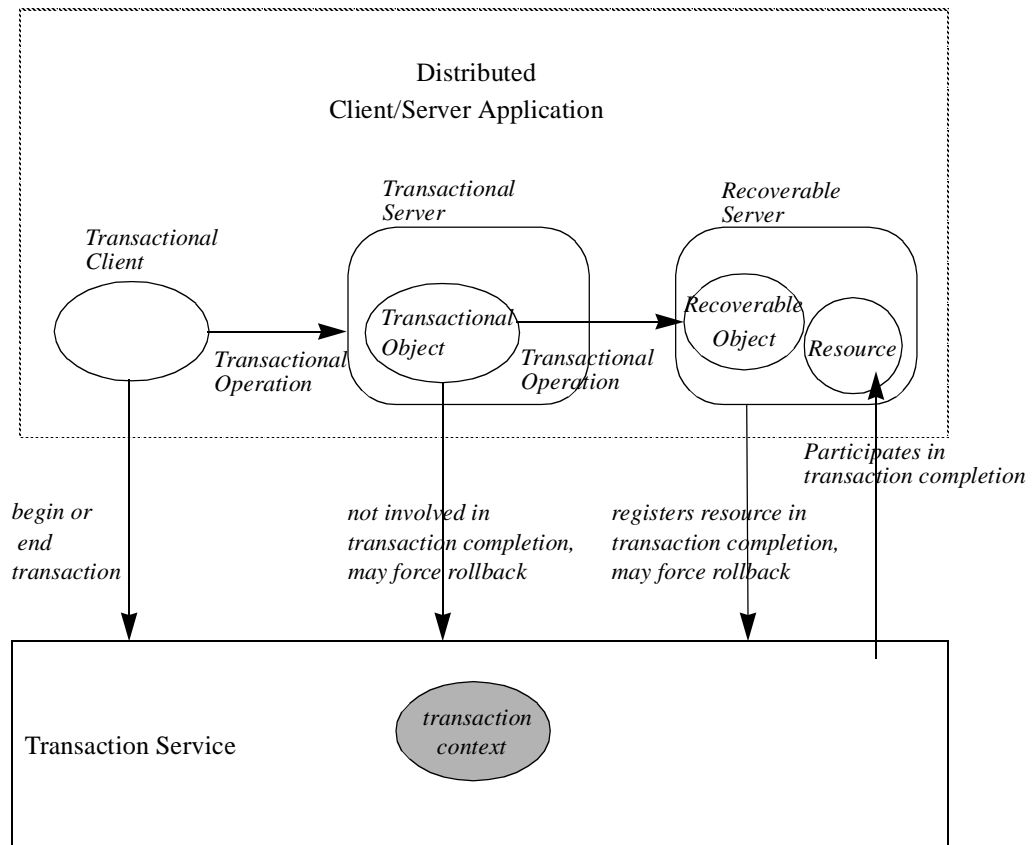 Distributed
Client/Server Application
Transactional
Server
Recoverable
Server
Transactional
Client
Transactional
Object
Recoverable
Object
Resource
Transactional
Operation
Transactional
Operation
Participates in
transaction completion
begin or
end
transaction
not involved in
transaction completion,
may force rollback
registers resource in
transaction completion,
may force rollback
transaction
context
Transaction Service